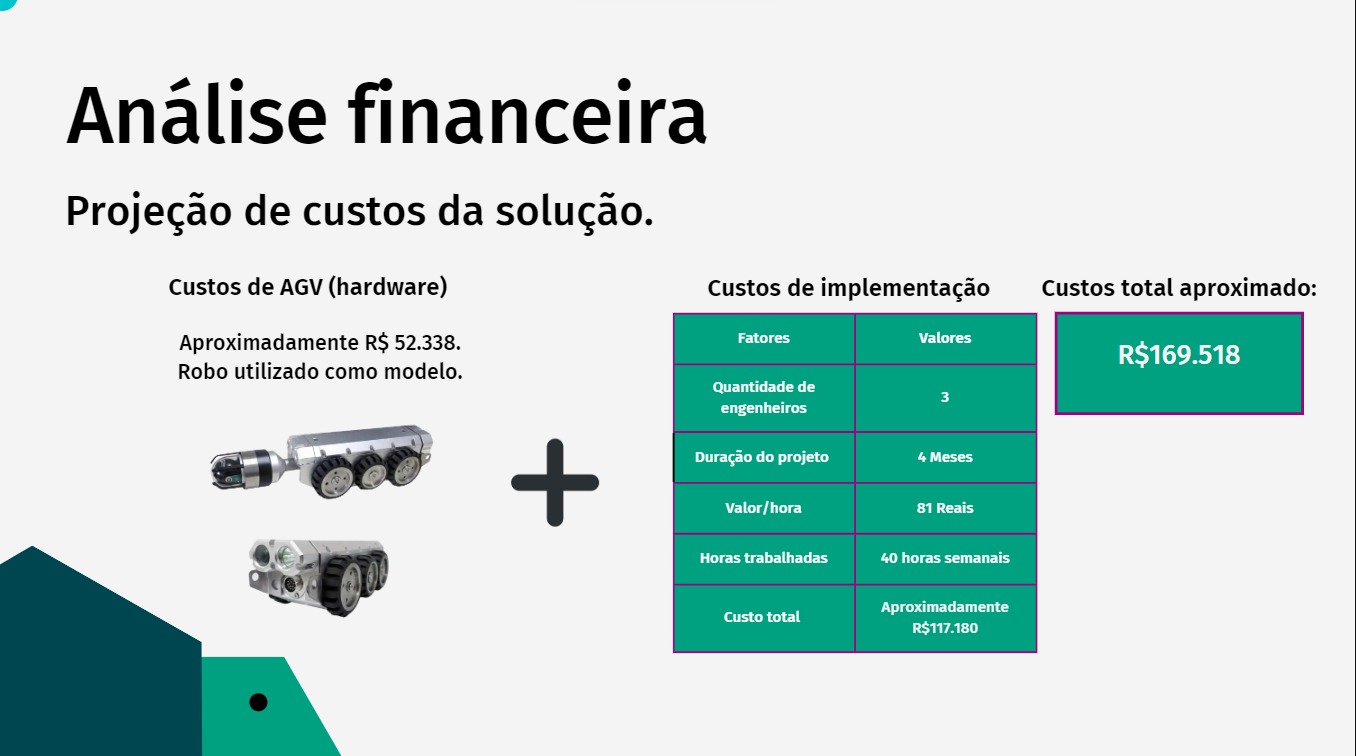 Análise financeira
Projeção de custos da solução.
Custos de AGV (hardware)
Aproximadamente R$ 52.338.
Robo utilizado como modelo.
Custos de implementação
Fatores Valores
Quantidade de
engenheiros
3
Duração do projeto 4 Meses
Valor/hora 81 Reais
Horas trabalhadas 40 horas semanais
Custo total
Aproximadamente
R$117.180
Custos total aproximado:
R$169.518